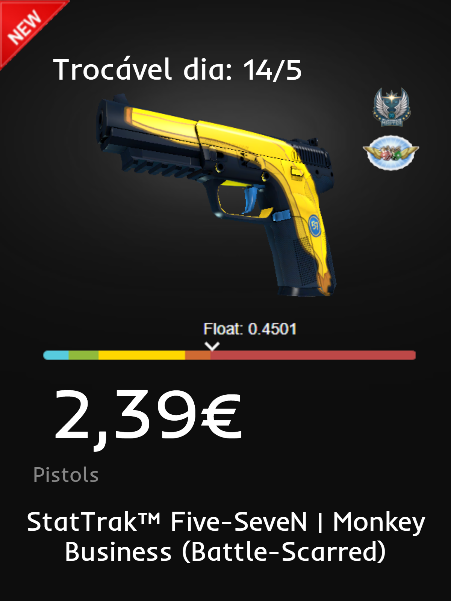 NEW
Trocável dia: 14/5
Float: 0.4501
2,39€
Pistols
StatTrak™ Five-SeveN | Monkey
Business (Battle-Scarred)